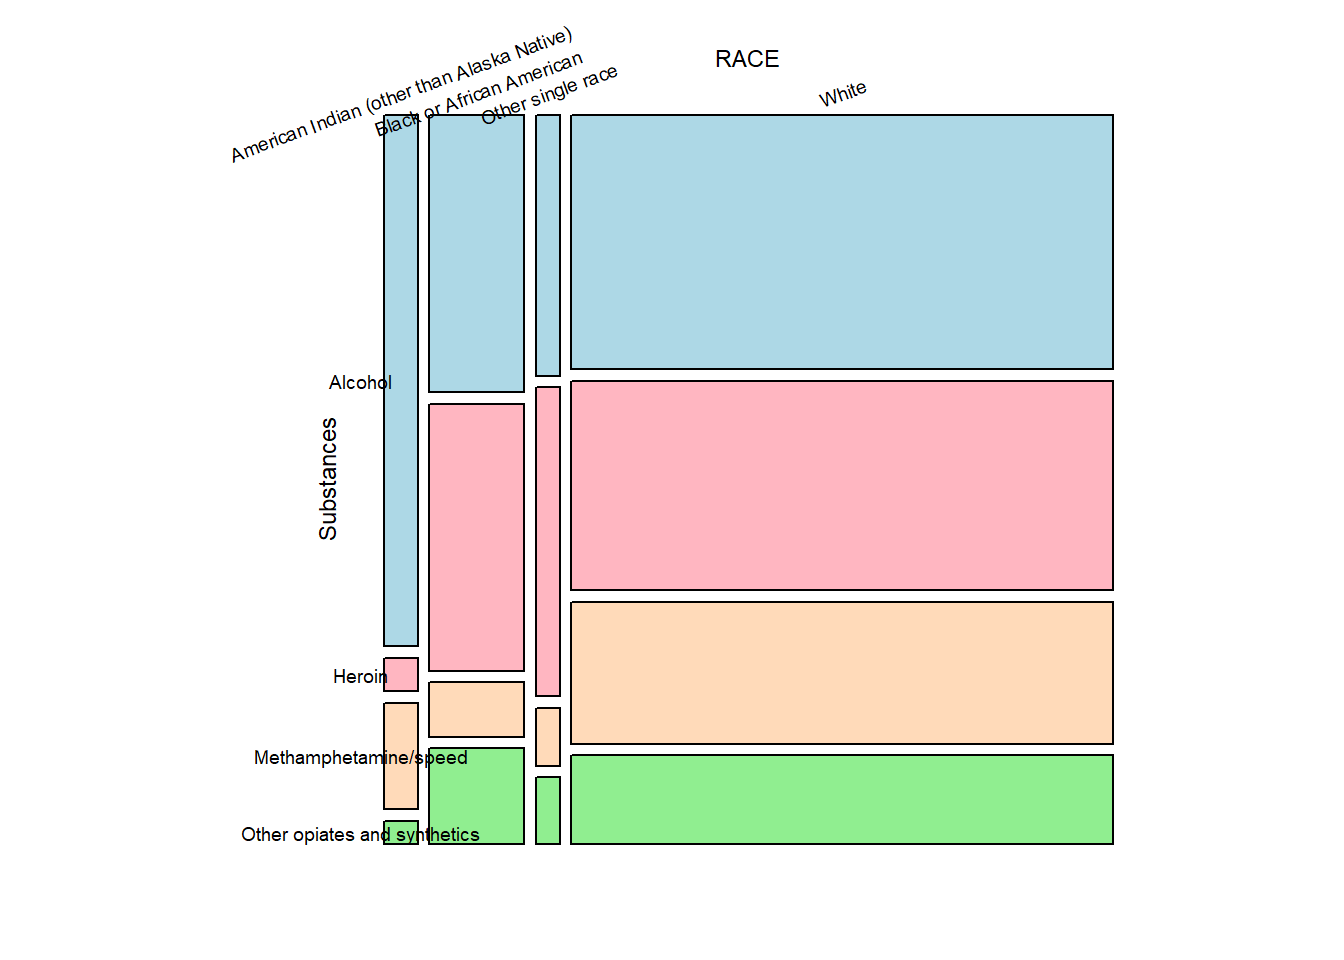 RACE
American Indian (other than Alaska Native)
Black or African American
Other single race
White
Substances
Alcohol
Heroin
Methamphetamine/speed
Other opiates and synthetics